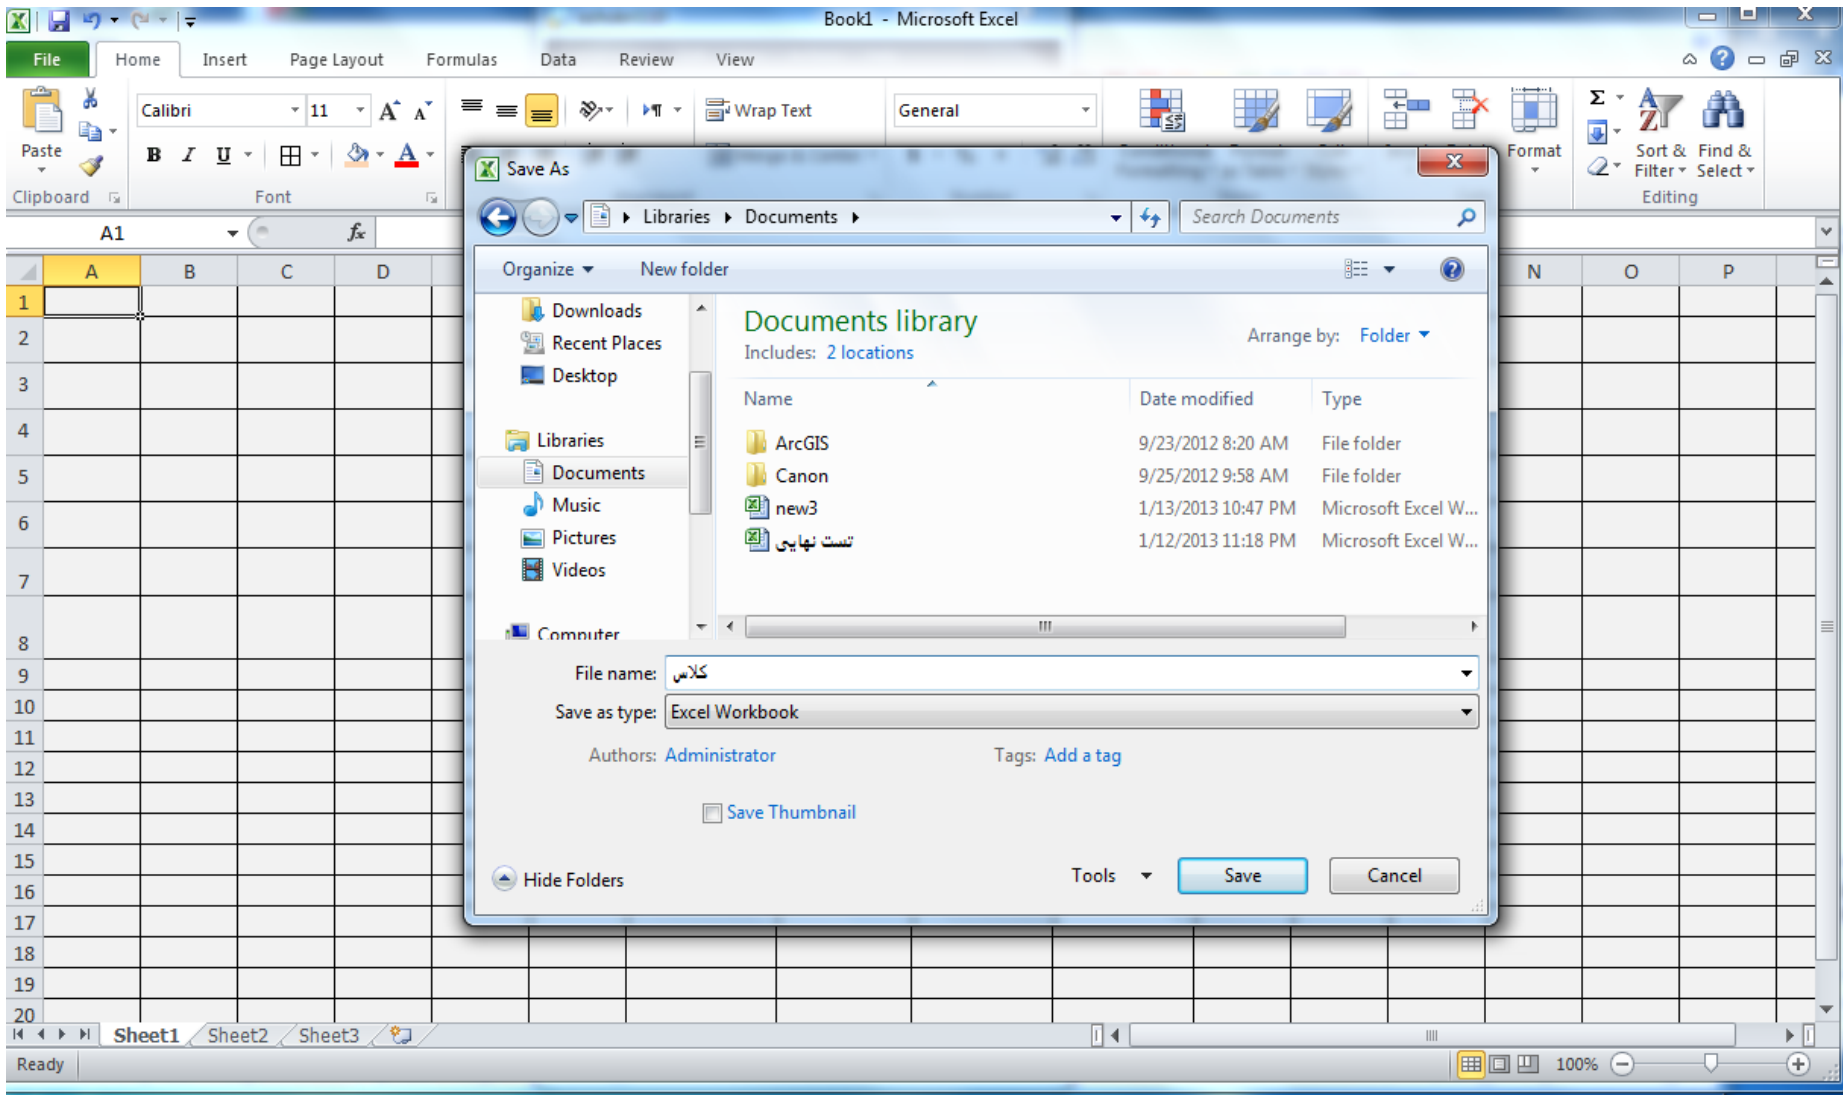 Book1 - Microsoft Excel
File Home Insert Page Layout Formulas Data Review View
Calibri 11 Wrap Text General
Paste B I U Format Sort & Filter Find & Select
Clipboard Font Editing
A1 fx
A B C D N O P
1
2
3
4
5
6
7
8
9
10
11
12
13
14
15
16
17
18
19
20
Save As
Libraries Documents Search Documents
Organize New folder
Downloads
Recent Places
Desktop
Libraries
Documents
Music
Pictures
Videos
Computer
Documents library
Includes: 2 locations
Arrange by: Folder
Name Date modified Type
ArcGIS 9/23/2012 8:20 AM File folder
Canon 9/25/2012 9:58 AM File folder
new3 1/13/2013 10:47 PM Microsoft Excel W...
تست نهایی 1/12/2013 11:18 PM Microsoft Excel W...
File name: کلاس
Save as type: Excel Workbook
Authors: Administrator Tags: Add a tag
Save Thumbnail
Hide Folders Tools Save Cancel
Sheet1 Sheet2 Sheet3
Ready 100%